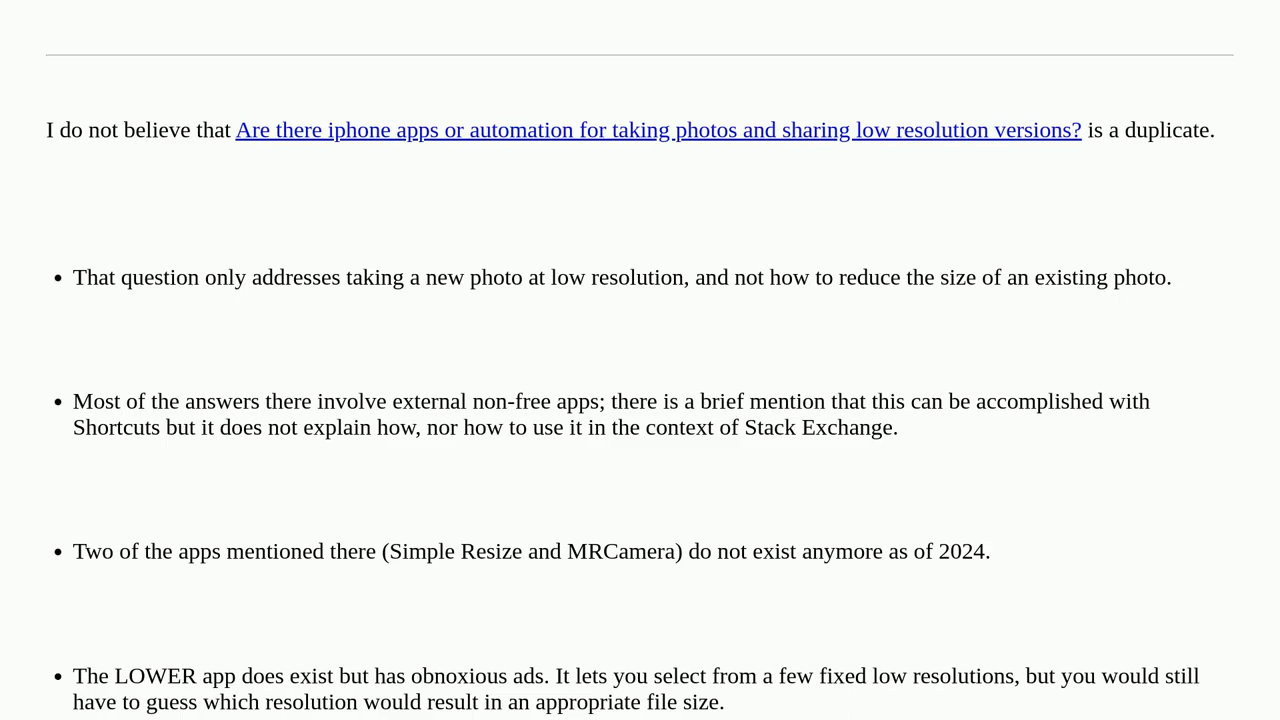 I do not believe that Are there iphone apps or automation for taking photos and sharing low resolution versions? is a duplicate.
• That question only addresses taking a new photo at low resolution, and not how to reduce the size of an existing photo.
• Most of the answers there involve external non-free apps; there is a brief mention that this can be accomplished with
Shortcuts but it does not explain how, nor how to use it in the context of Stack Exchange.
• Two of the apps mentioned there (Simple Resize and MRCamera) do not exist anymore as of 2024.
• The LOWER app does exist but has obnoxious ads. It lets you select from a few fixed low resolutions, but you would still
have to guess which resolution would result in an appropriate file size.